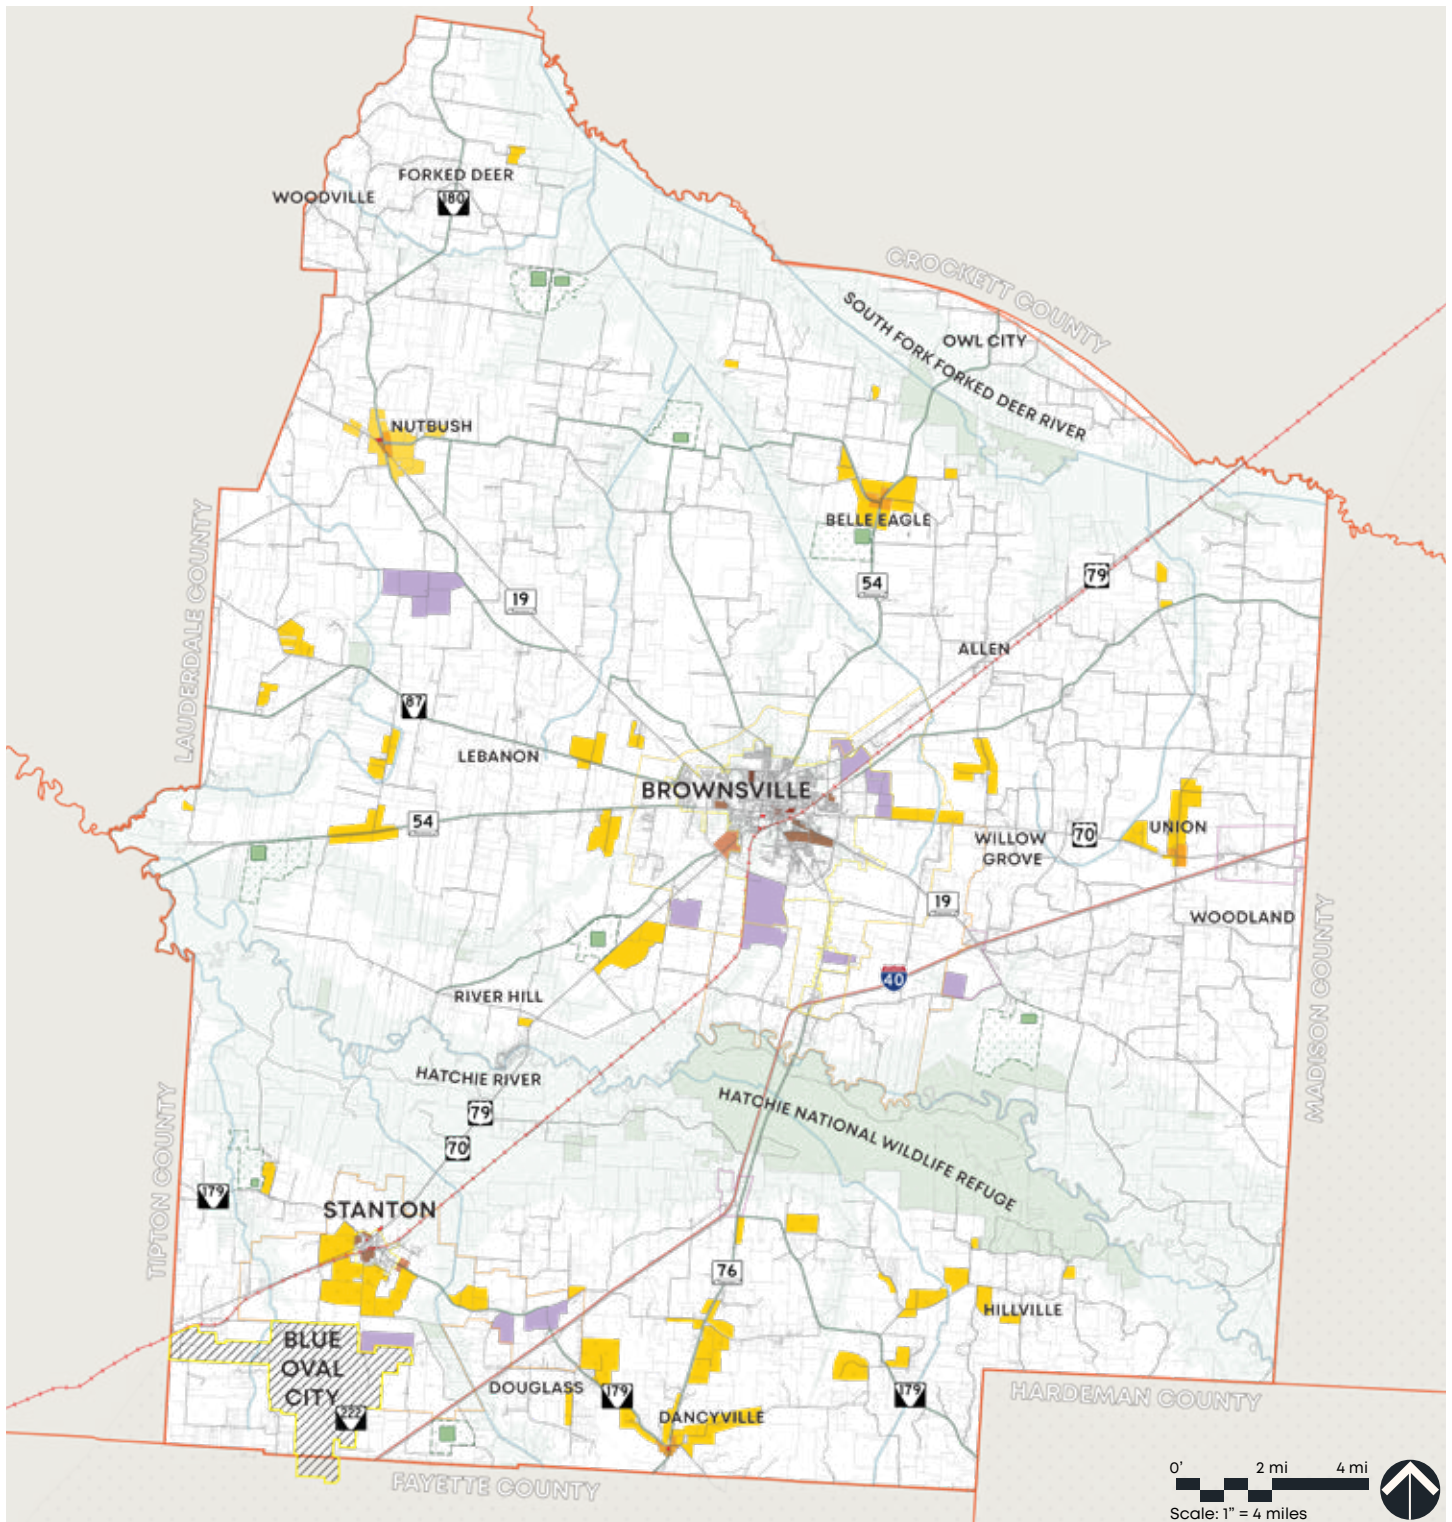 FORKED DEER
WOODVILLE
180
CROCKETT COUNTY
SOUTH FORK FORKED DEER RIVER
OWL CITY
NUTBUSH
BELLE EAGLE
LAUDERDALE COUNTY
54
79
19
ALLEN
87
LEBANON
BROWNSVILLE
54
WILLOW
GROVE
70
UNION
19
WOODLAND
MADISON COUNTY
40
RIVER HILL
HATCHIE RIVER
79
70
HATCHIE NATIONAL WILDLIFE REFUGE
TIPTON COUNTY
179
STANTON
76
HILLVILLE
BLUE
OVAL
CITY
222
DOUGLASS
179
DANCYVILLE
179
HARDEMAN COUNTY
FAYETTE COUNTY
0' 2 mi 4 mi
Scale: 1" = 4 miles